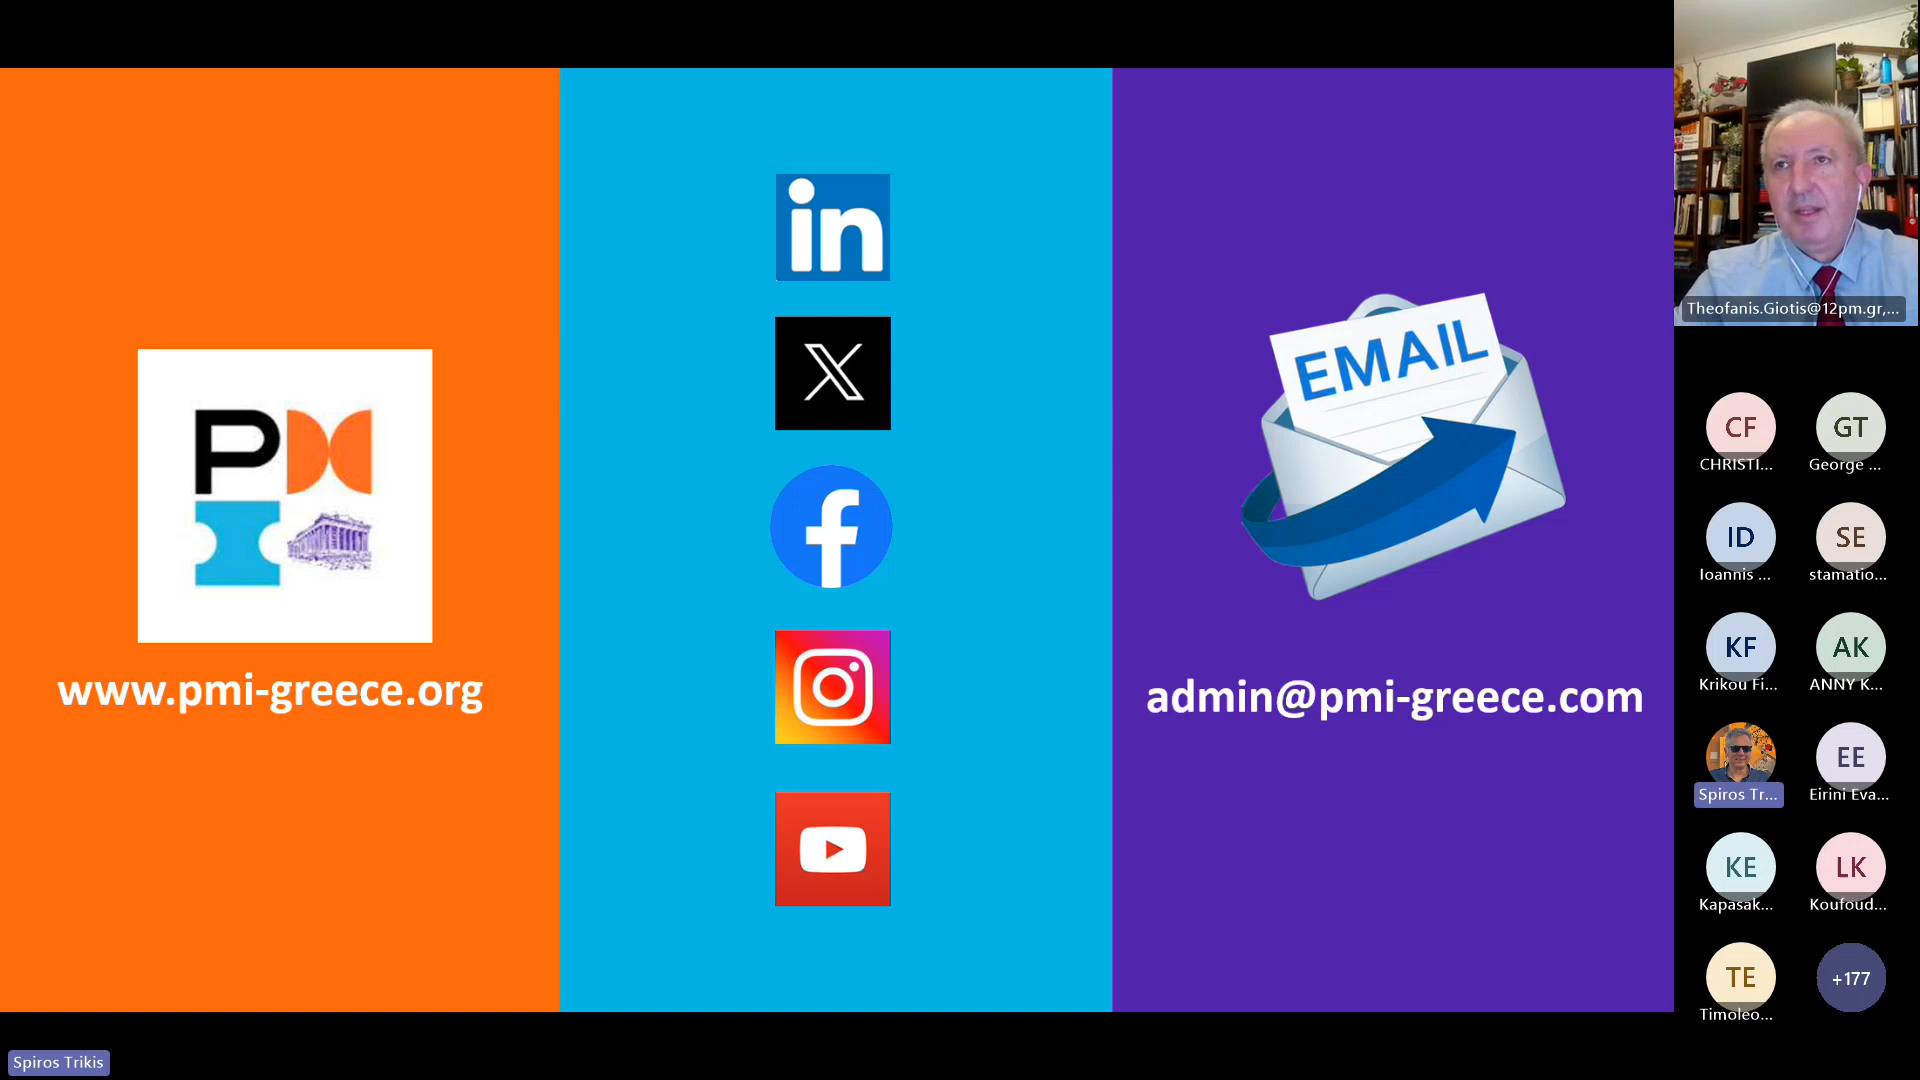 PM
www.pmi-greece.org
in
X
f
EMAIL
admin@pmi-greece.com
Theofanis.Giotis@12pm.gr,...
CF
CHRISTI...
GT
George ...
ID
Ioannis ...
SE
stamatio...
KF
Krikou Fi...
AK
ANNY K...
Spiros Tr...
EE
Eirini Eva...
KE
Kapasak...
LK
Koufoud...
TE
Timoleo...
+177
Spiros Trikis